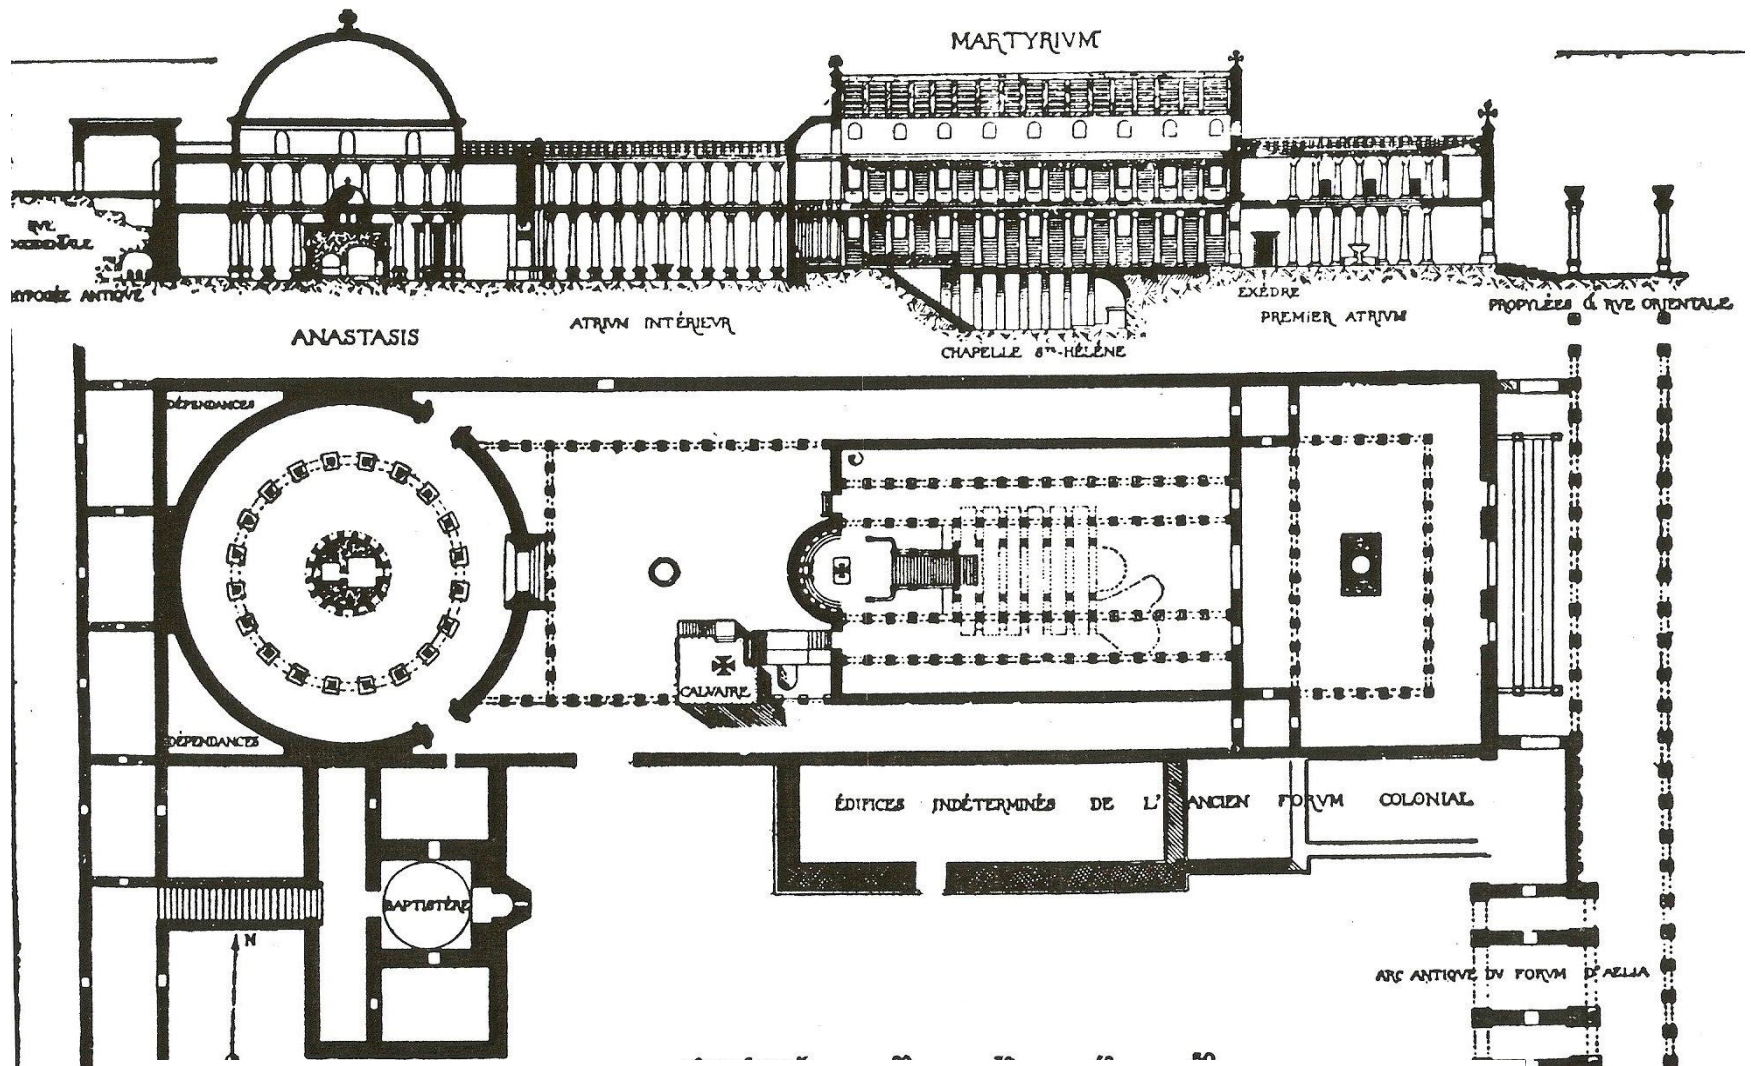 MARTYRIVM
RVE
OCCIDENTALE
HYPOGÉE ANTIQVE
ANASTASIS
ATRIVM INTÉRIEVR
CHAPELLE STE-HÉLÈNE
EXÈDRE
PREMIER ATRIVM
PROPYLÉES & RVE ORIENTALE
DÉPENDANCES
CALVAIRE
DÉPENDANCES
ÉDIFICES INDÉTERMINÉS DE L'ANCIEN FORVM COLONIAL
BAPTISTÈRE
N
ARC ANTIQVE DV FORVM D'AELIA
50